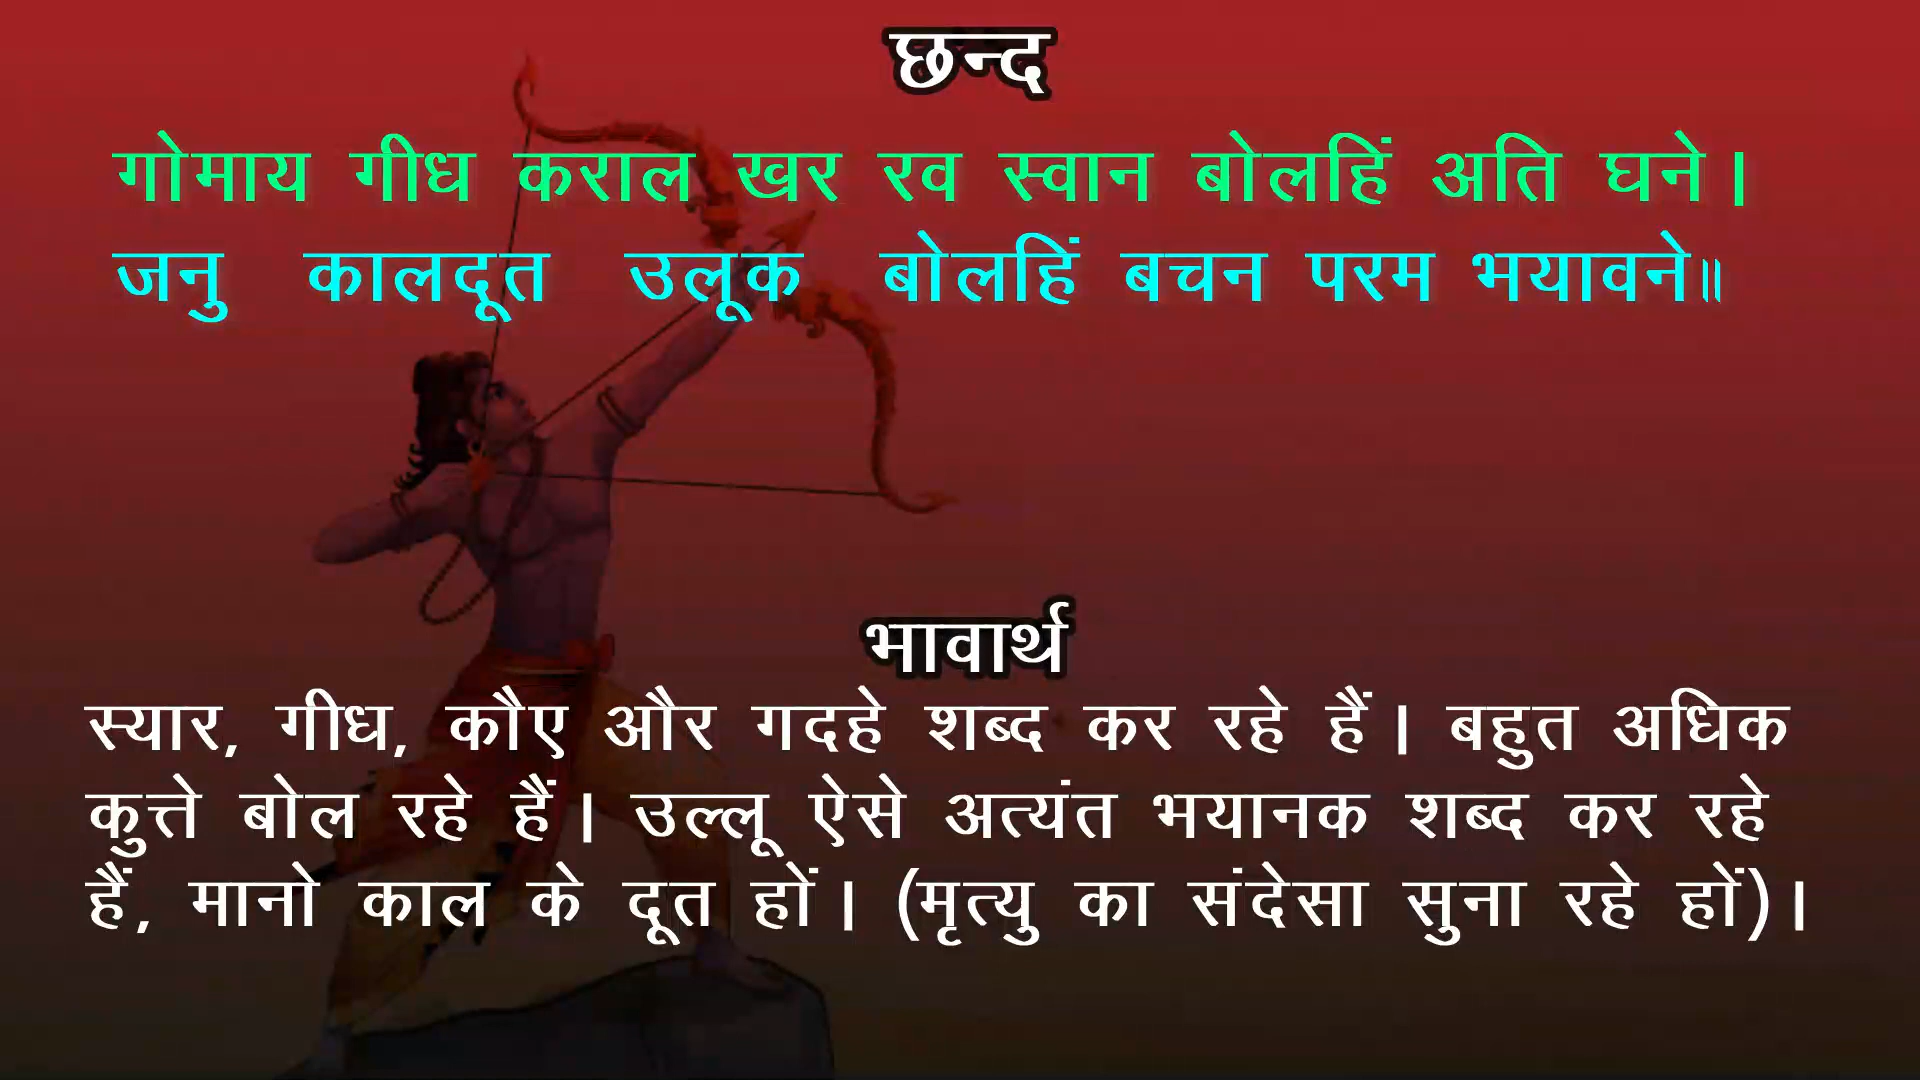 छन्द
गोमाय गीध कराल खर रव स्वान बोलहिं अति घने।
जनु कालदूत उलूक बोलहिं बचन परम भयावने॥
भावार्थ
स्यार, गीध, कौए और गदहे शब्द कर रहे हैं। बहुत अधिक
कुत्ते बोल रहे हैं। उल्लू ऐसे अत्यंत भयानक शब्द कर रहे
हैं, मानो काल के दूत हों। (मृत्यु का संदेसा सुना रहे हों)।